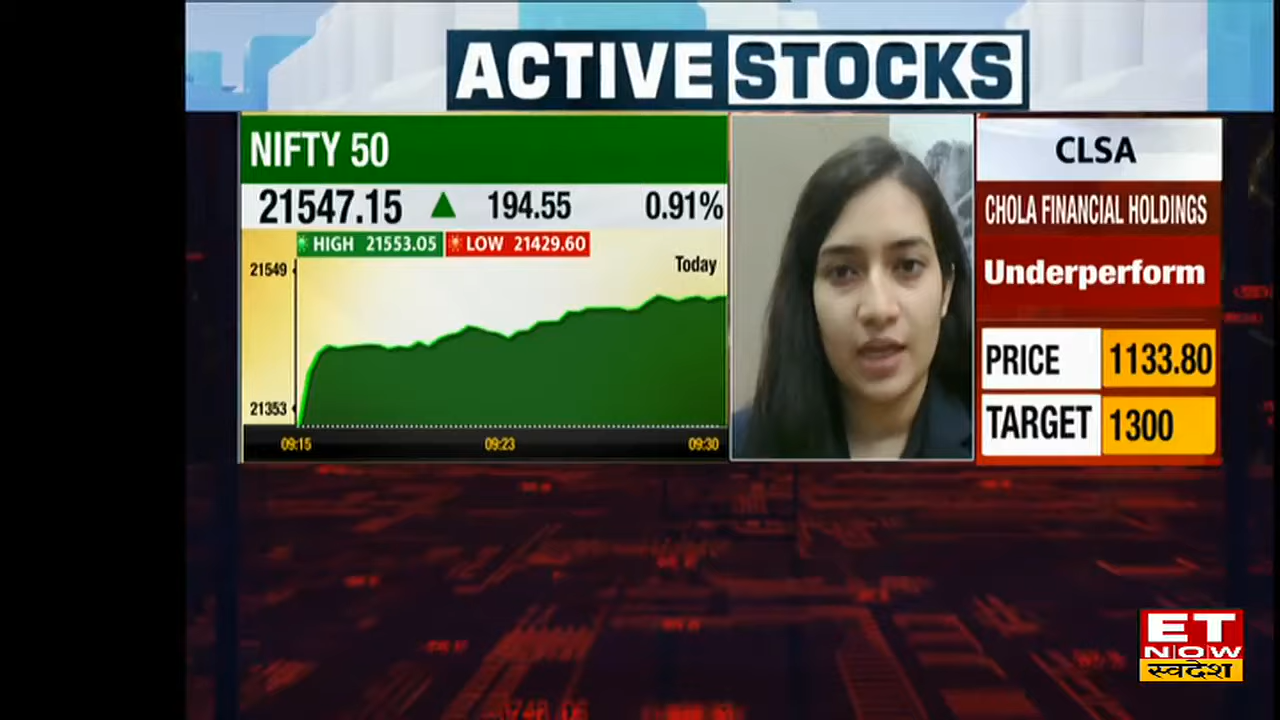 ACTIVE STOCKS
NIFTY 50
21547.15 ▲ 194.55 0.91%
HIGH 21553.05 LOW 21429.60
Today
21549
21353
09:15 09:23 09:30
CLSA
CHOLA FINANCIAL HOLDINGS
Underperform
PRICE 1133.80
TARGET 1300
ET
NOW
स्वदेश